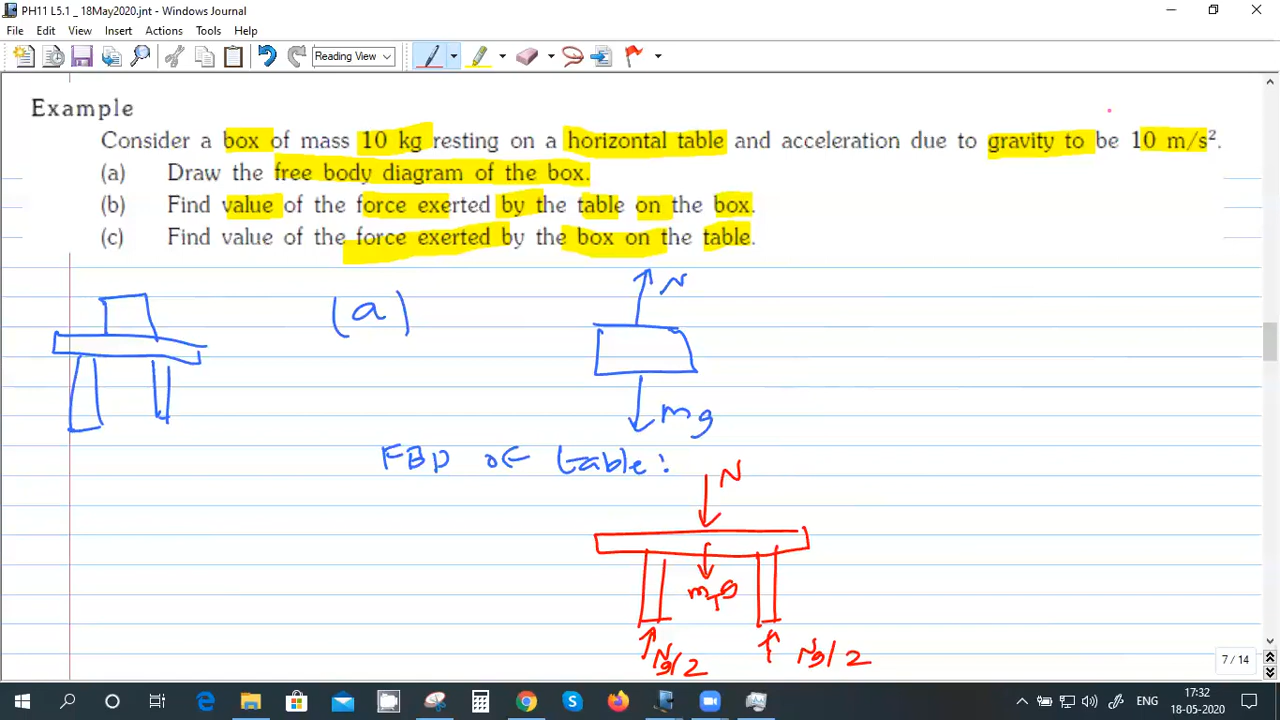 PH11 L5.1 _ 18May2020.jnt - Windows Journal
File Edit View Insert Actions Tools Help
Reading View
Example
Consider a box of mass 10 kg resting on a horizontal table and acceleration due to gravity to be 10 m/s².
(a) Draw the free body diagram of the box.
(b) Find value of the force exerted by the table on the box.
(c) Find value of the force exerted by the box on the table.
(a)
N
mg
FBD of table:
N
m_T g
Ng/2 Ng/2
7 / 14
ENG
17:32
18-05-2020